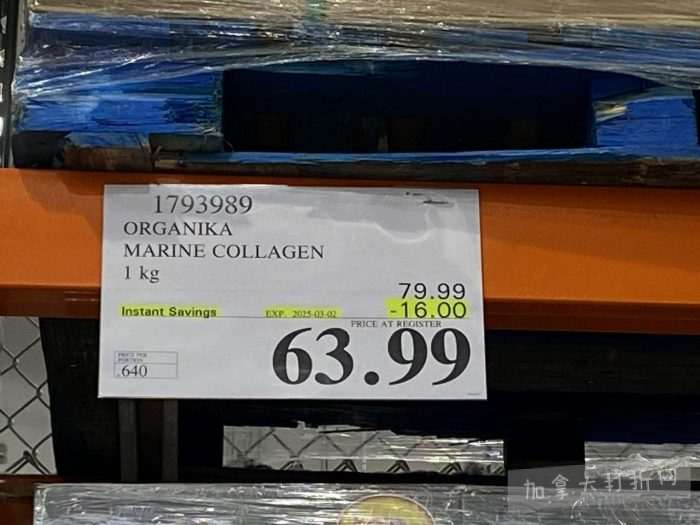 1793989
ORGANIKA
MARINE COLLAGEN
1 kg
79.99
Instant Savings EXP. 2025-03-02 -16.00
PRICE AT REGISTER
63.99
PRICE PER
PORTION
.640
加拿大打折网